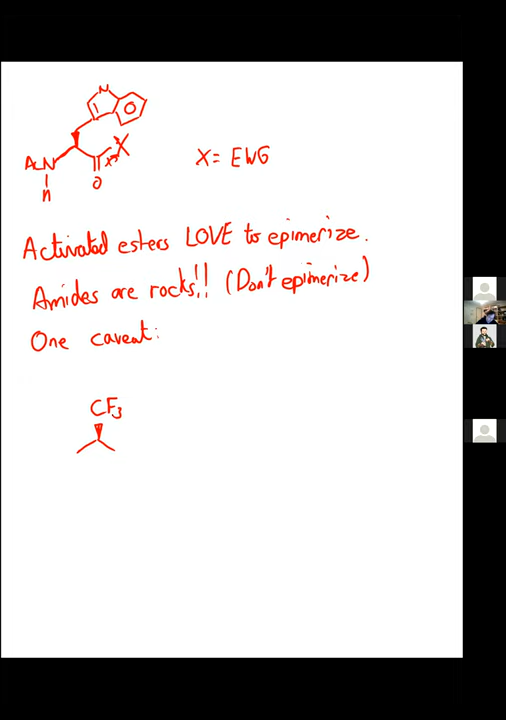 N
AcN
H
X
O
X = EWG
Activated esters LOVE to epimerize.
Amides are rocks!! (Don't epimerize)
One caveat:
CF3